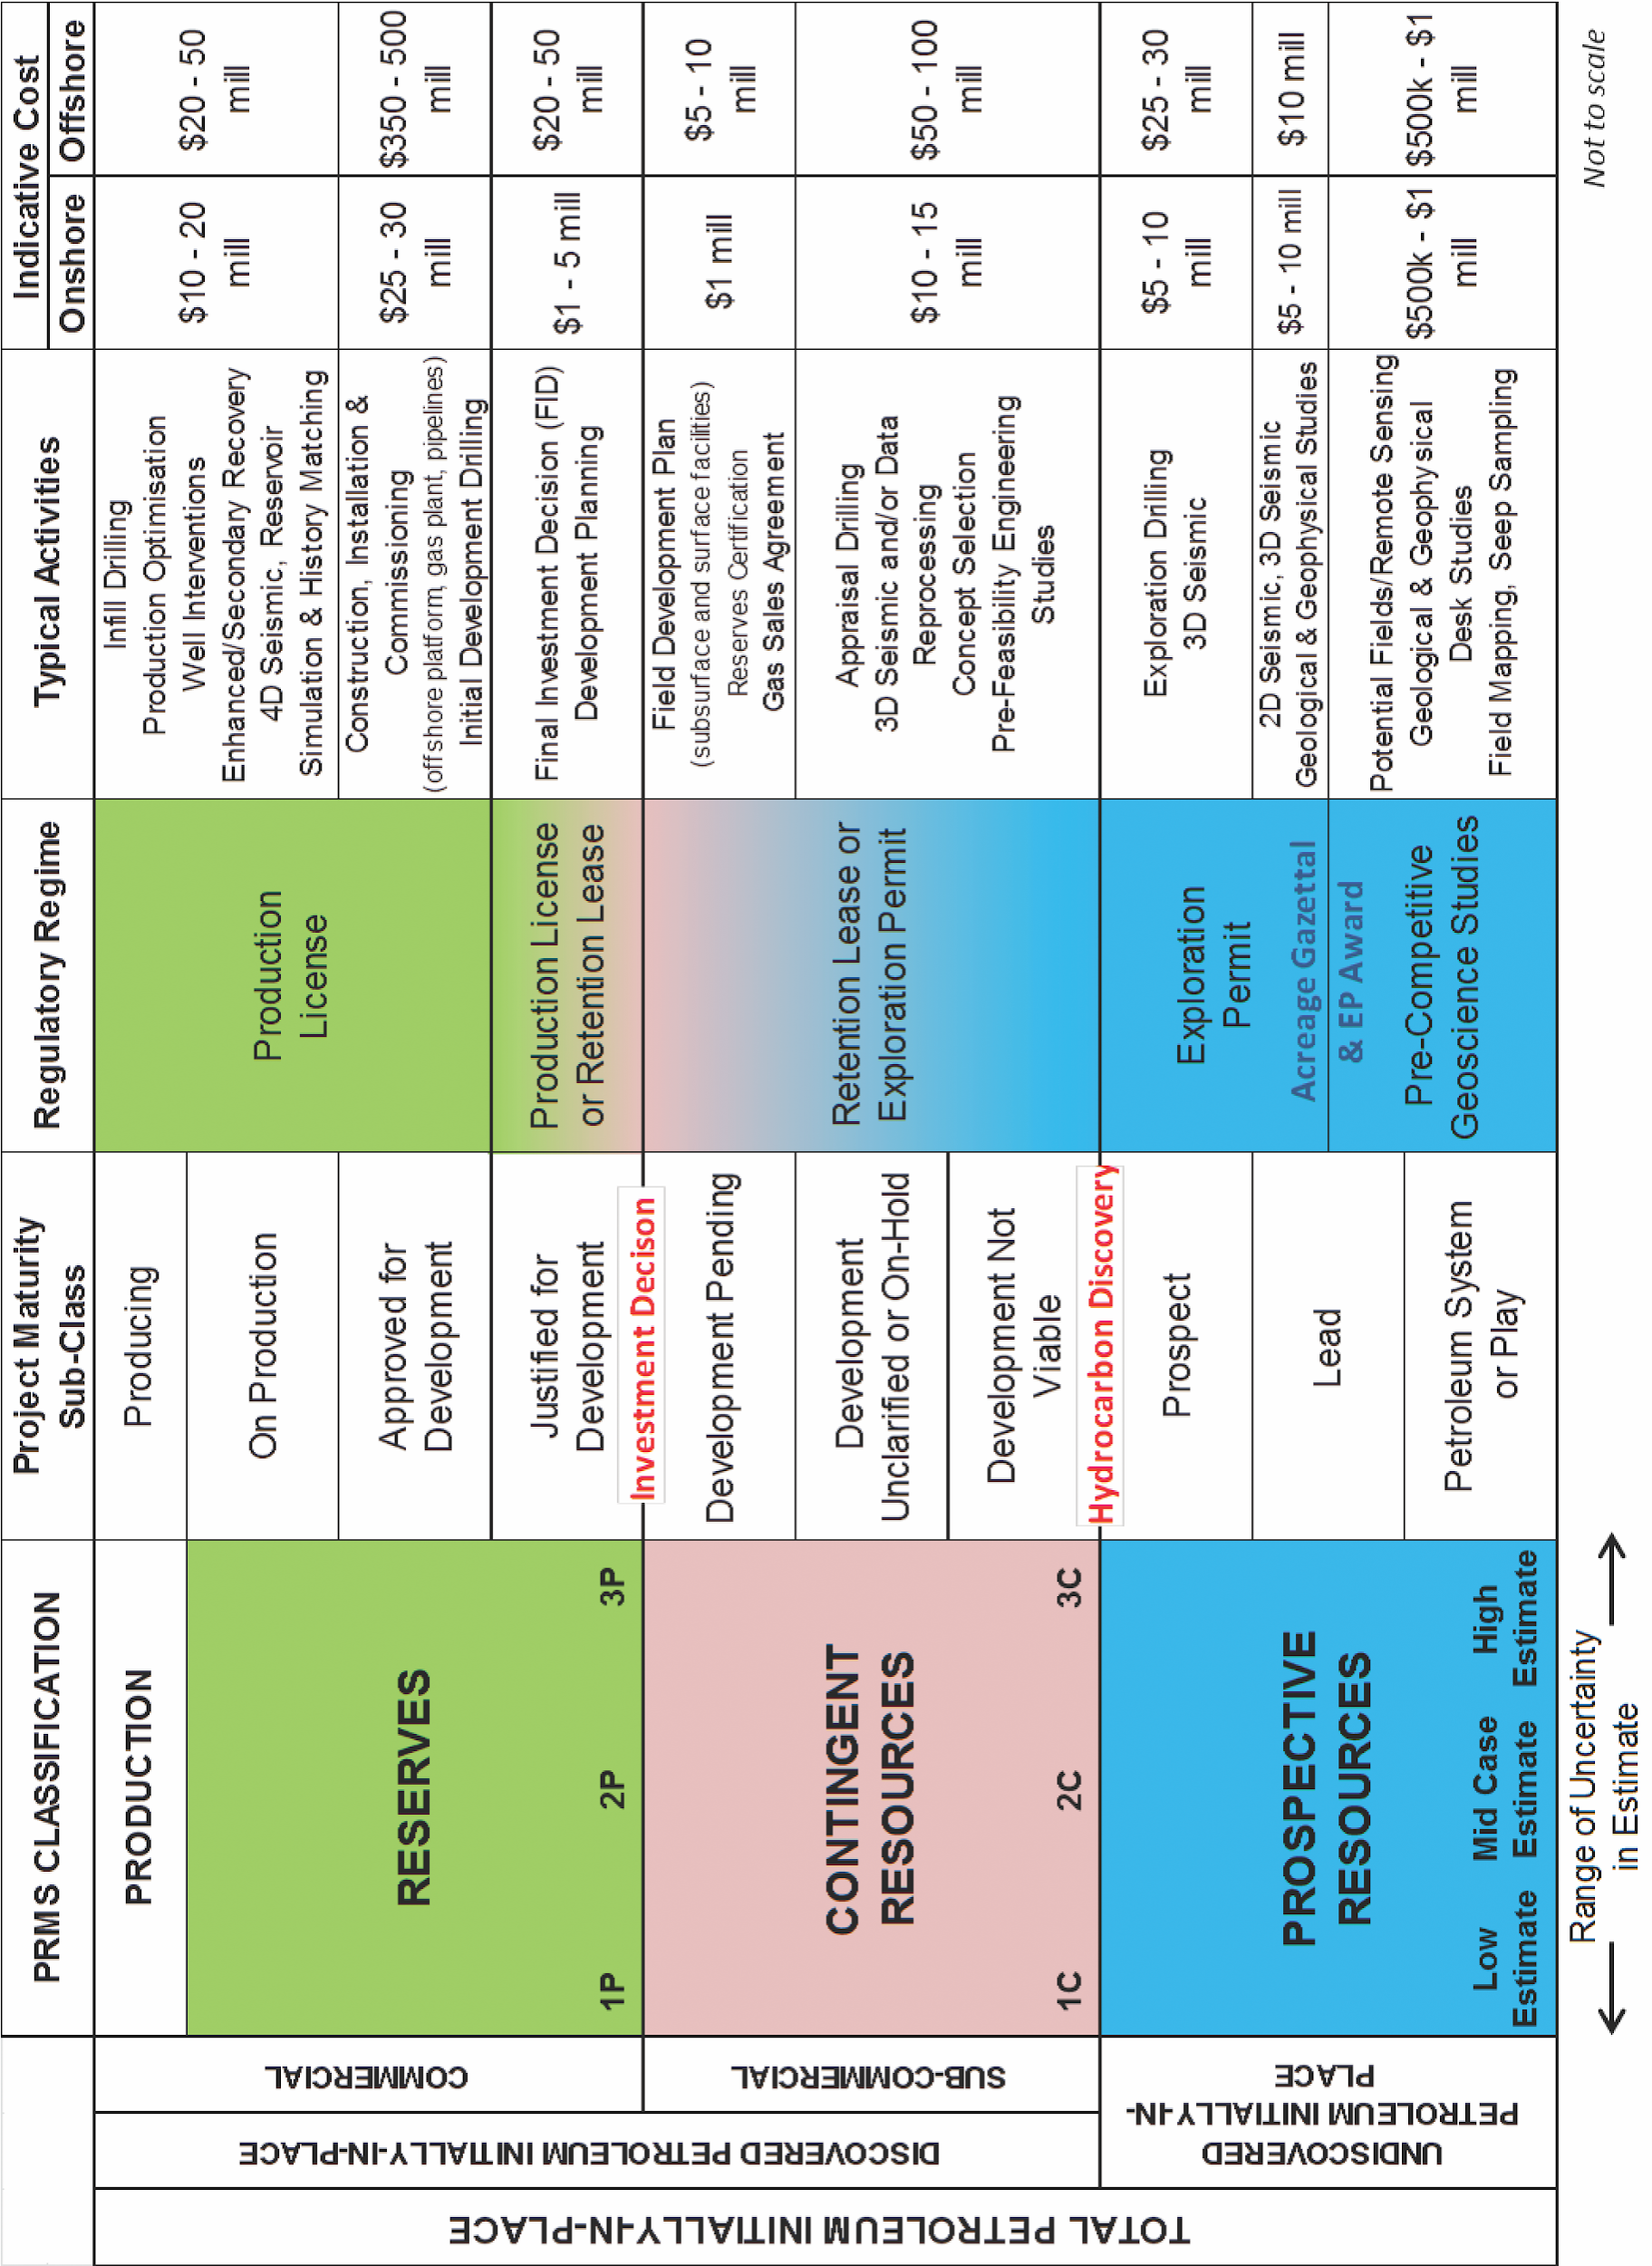 PRMS CLASSIFICATION
Project Maturity
Sub-Class
Regulatory Regime
Typical Activities
Indicative Cost
Onshore
Offshore
TOTAL PETROLEUM INITIALLY-IN-PLACE
DISCOVERED PETROLEUM INITIALLY-IN-PLACE
COMMERCIAL
PRODUCTION
Producing
RESERVES
1P
2P
3P
On Production
Approved for
Development
Justified for
Development
Investment Decison
Production
License
Production License
or Retention Lease
Infill Drilling
Production Optimisation
Well Interventions
Enhanced/Secondary Recovery
4D Seismic, Reservoir
Simulation & History Matching
$10 - 20
mill
$20 - 50
mill
Construction, Installation &
Commissioning
(offshore platform, gas plant, pipelines)
Initial Development Drilling
$25 - 30
mill
$350 - 500
mill
Final Investment Decision (FID)
Development Planning
$1 - 5 mill
$20 - 50
mill
SUB-COMMERCIAL
CONTINGENT
RESOURCES
1C
2C
3C
Development Pending
Development
Unclarified or On-Hold
Development Not
Viable
Hydrocarbon Discovery
Retention Lease or
Exploration Permit
Field Development Plan
(subsurface and surface facilities)
Reserves Certification
Gas Sales Agreement
$1 mill
$5 - 10
mill
Appraisal Drilling
3D Seismic and/or Data
Reprocessing
Concept Selection
Pre-Feasibility Engineering
Studies
$10 - 15
mill
$50 - 100
mill
UNDISCOVERED
PETROLEUM INITIALLY-IN-
PLACE
PROSPECTIVE
RESOURCES
Low
Estimate
Mid Case
Estimate
High
Estimate
Prospect
Lead
Petroleum System
or Play
Exploration
Permit
Acreage Gazettal
& EP Award
Pre-Competitive
Geoscience Studies
Exploration Drilling
3D Seismic
$5 - 10
mill
$25 - 30
mill
2D Seismic, 3D Seismic
Geological & Geophysical Studies
$5 - 10 mill
$10 mill
Potential Fields/Remote Sensing
Geological & Geophysical
Desk Studies
Field Mapping, Seep Sampling
$500k - $1
mill
$500k - $1
mill
Range of Uncertainty
in Estimate
Not to scale